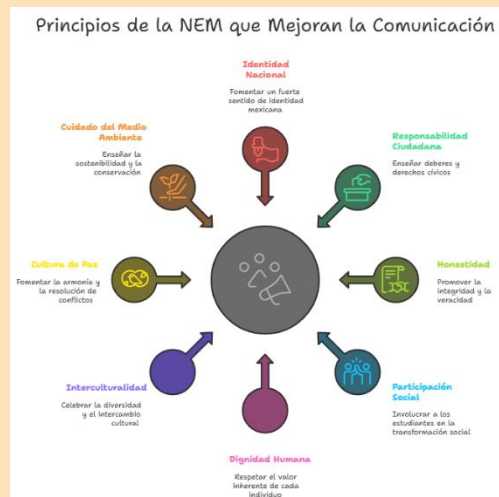 Principios de la NEM que Mejoran la Comunicación
Identidad
Nacional
Fomentar un fuerte
sentido de identidad
mexicana
Cuidado del Medio
Ambiente
Enseñar la
sostenibilidad y la
conservación
Responsabilidad
Ciudadana
Enseñar deberes y
derechos cívicos
Cultura de Paz
Fomentar la armonía y
la resolución de
conflictos
Honestidad
Promover la
integridad y la
veracidad
Interculturalidad
Celebrar la diversidad
y el intercambio
cultural
Participación
Social
Involucrar a los
estudiantes en la
transformación social
Dignidad Humana
Respetar el valor
inherente de cada
individuo